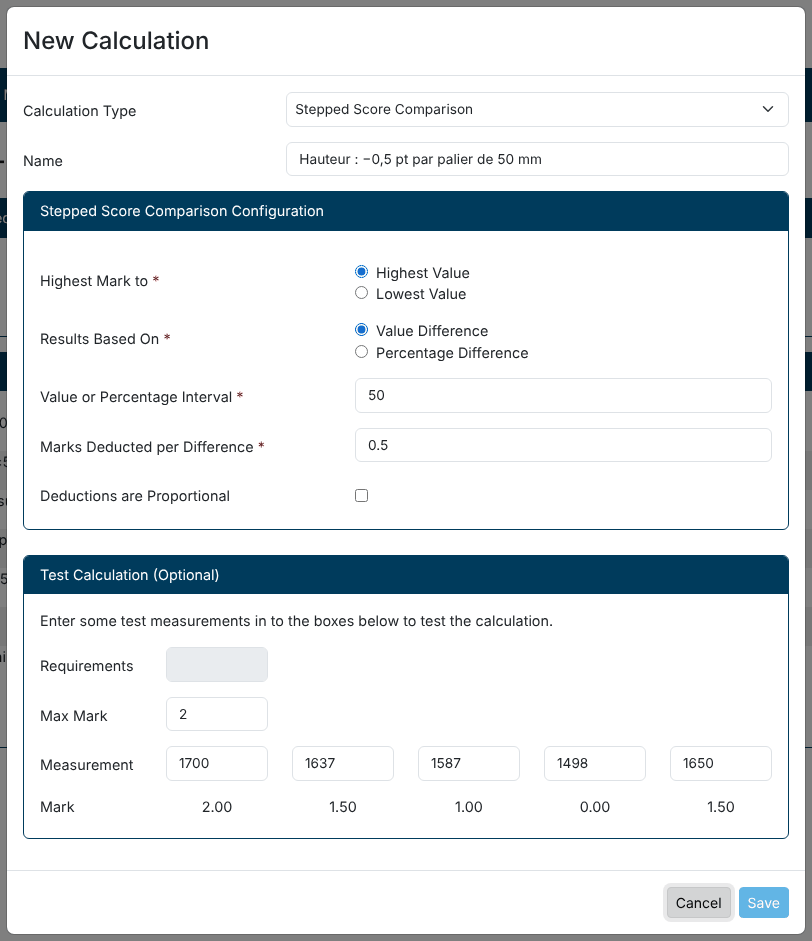 New Calculation
Calculation Type
Stepped Score Comparison
Name
Hauteur : −0,5 pt par palier de 50 mm
Stepped Score Comparison Configuration
Highest Mark to *
Highest Value
Lowest Value
Results Based On *
Value Difference
Percentage Difference
Value or Percentage Interval *
50
Marks Deducted per Difference *
0.5
Deductions are Proportional
Test Calculation (Optional)
Enter some test measurements in to the boxes below to test the calculation.
Requirements
Max Mark
2
Measurement 1700 1637 1587 1498 1650
Mark 2.00 1.50 1.00 0.00 1.50
Cancel Save